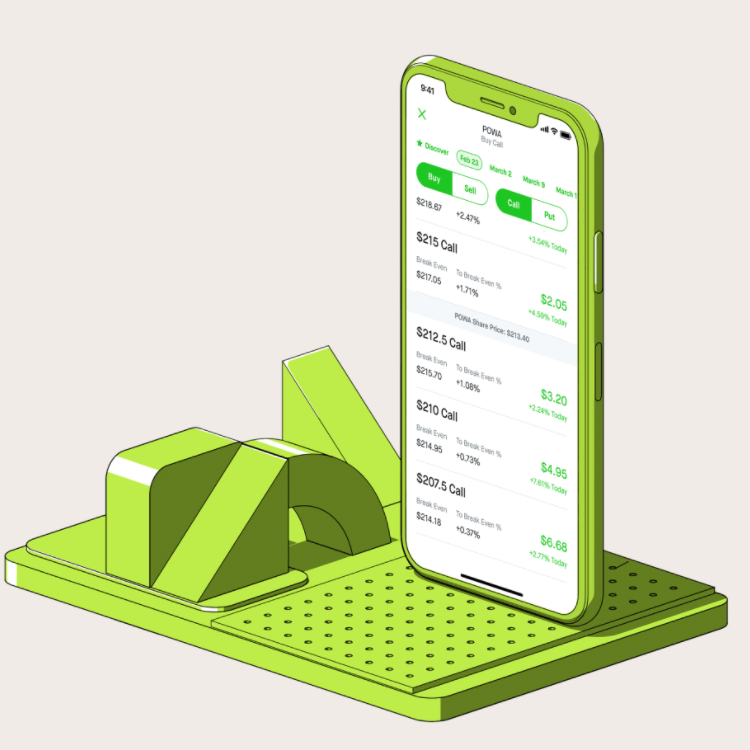 9:41
POWA
Buy Call
★ Discover Feb 23 March 2 March 9 March 1
Buy Sell Call Put
$218.67 +2.47% +3.54% Today
$215 Call
Break Even To Break Even %
$217.05 +1.71%
$2.05
+4.59% Today
POWA Share Price: $213.40
$212.5 Call
Break Even To Break Even %
$215.70 +1.08%
$3.20
+2.24% Today
$210 Call
Break Even To Break Even %
$214.95 +0.73%
$4.95
+7.61% Today
$207.5 Call
Break Even To Break Even %
$214.18 +0.37%
$6.68
+2.77% Today